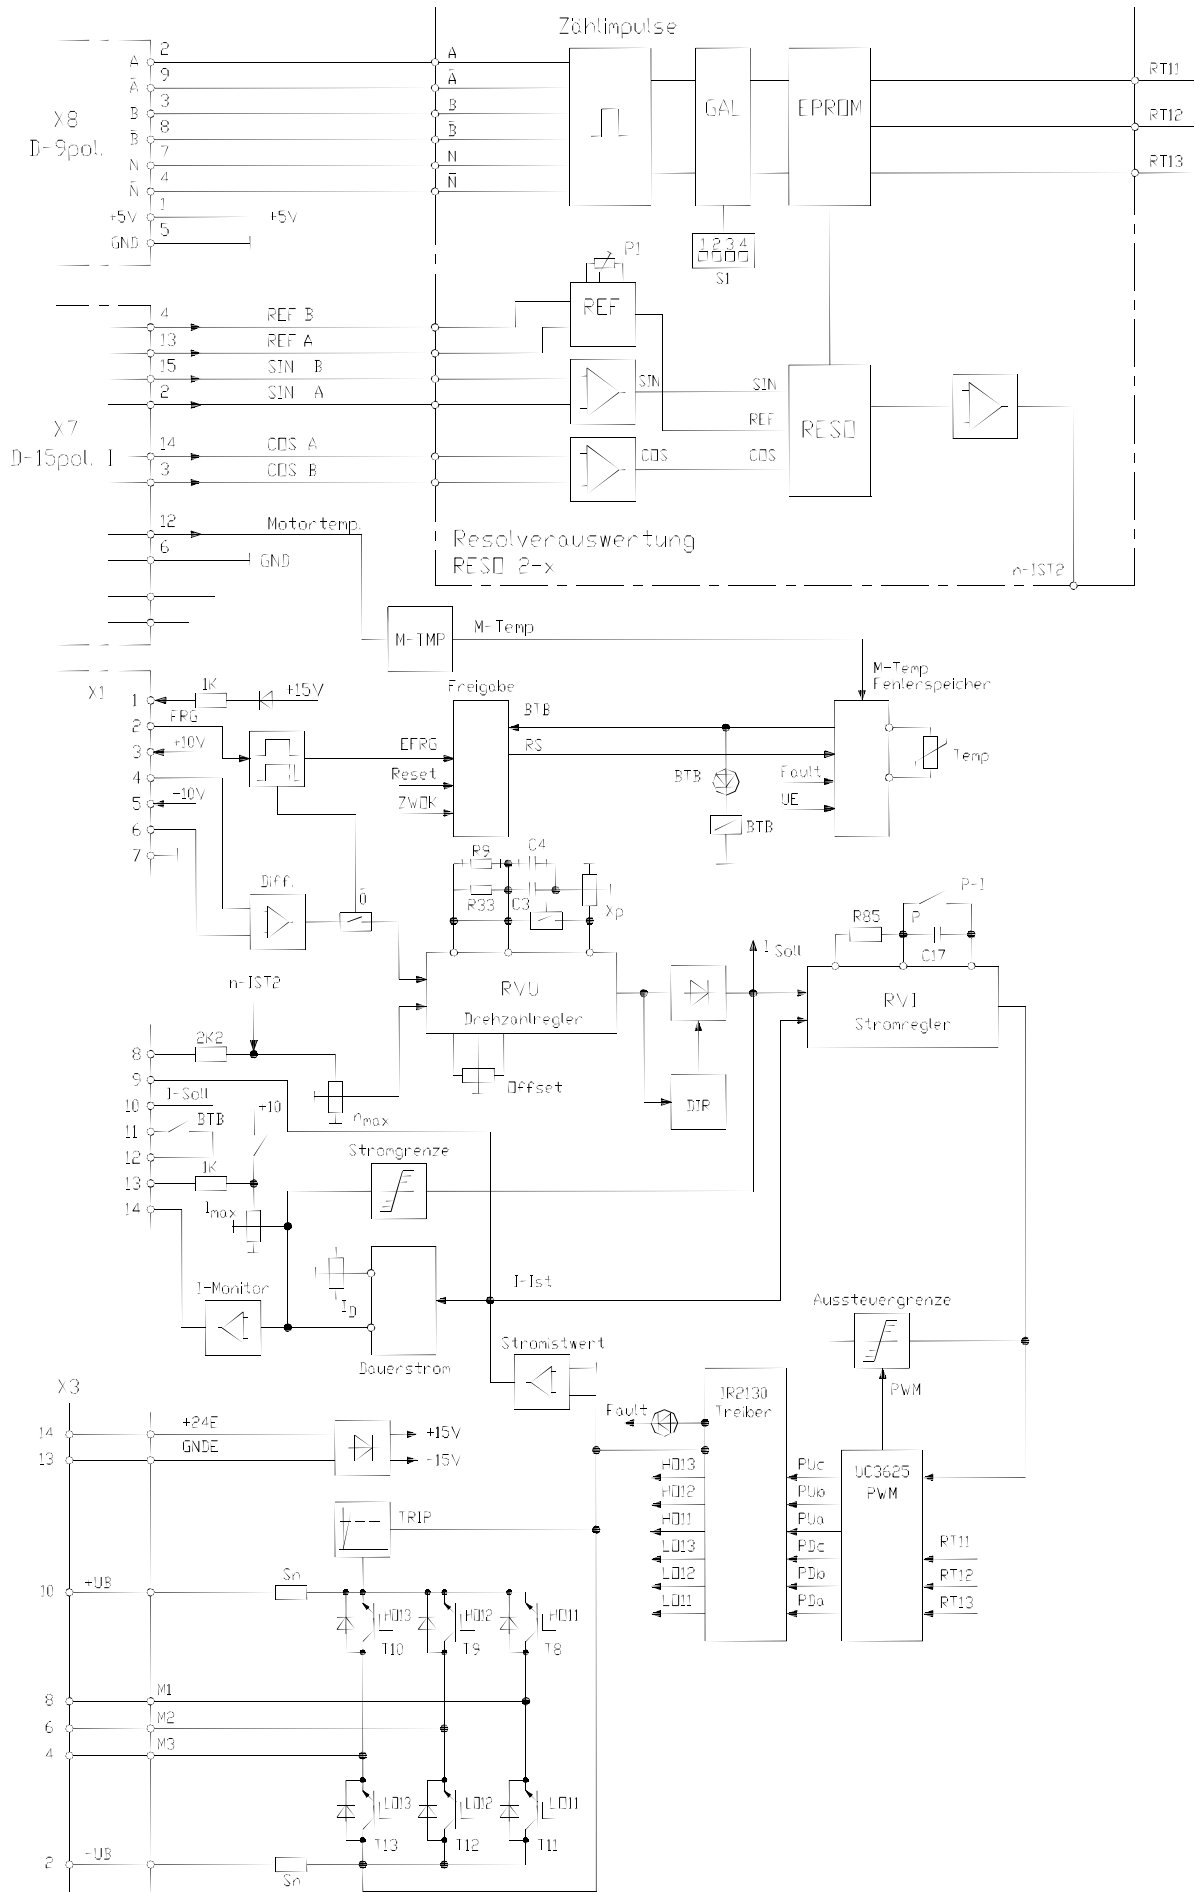 Zählimpulse
X8
D-9pol.
A 2
Ā 9
B 3
B̄ 8
N 7
N̄ 4
+5V 1 +5V
GND 5
A
Ā
B
B̄
N
N̄
GAL
EPROM
RT11
RT12
RT13
1 2 3 4
S1
P1
REF
X7
D-15pol. I
4 REF B
13 REF A
15 SIN B
2 SIN A
14 COS A
3 COS B
12 Motortemp.
6 GND
SIN SIN
REF
COS COS
RESO
Resolverauswertung
RESO 2-x
n-IST2
M-TMP
M-Temp
M-Temp
Fehlerspeicher
X1
1 1K +15V
2 FRG
3 +10V
4
5 -10V
6
7
Freigabe
EFRG
Reset
ZWOK
BTB
RS
BTB
BTB
Fault
UE
Temp
Diff.
Ō
R9
C4
R33
C3
Xp
RVU
Drehzahlregler
Offset
DIR
I Soll
P-I
P
R85
C17
RVI
Stromregler
n-IST2
8 2K2
9
10 I-Soll
11 BTB
12
13 1K
14
+10
n max
I max
Stromgrenze
I-Monitor
I D
Dauerstrom
I-Ist
Stromistwert
Aussteuergrenze
PWM
X3
14 +24E
13 GNDE
+15V
-15V
TRIP
Fault
IR2130
Treiber
HO13
HO12
HO11
LO13
LO12
LO11
PUc
PUb
PUa
PDc
PDb
PDa
UC3625
PWM
RT11
RT12
RT13
10 +UB
Sn
HO13
HO12
HO11
T10
T9
T8
8 M1
6 M2
4 M3
LO13
LO12
LO11
T13
T12
T11
2 -UB
Sn